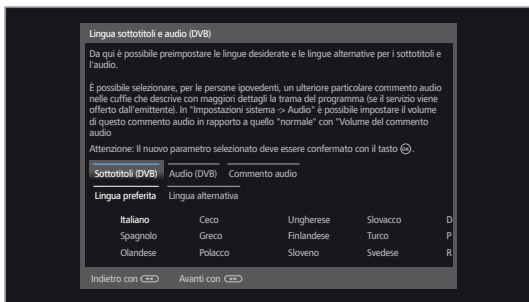 Lingua sottotitoli e audio (DVB)
Da qui è possibile preimpostare le lingue desiderate e le lingue alternative per i sottotitoli e
l'audio.
È possibile selezionare, per le persone ipovedenti, un ulteriore particolare commento audio
nelle cuffie che descrive con maggiori dettagli la trama del programma (se il servizio viene
offerto dall'emittente). In "Impostazioni sistema -> Audio" è possibile impostare il volume
di questo commento audio in rapporto a quello "normale" con "Volume del commento
audio
Attenzione: Il nuovo parametro selezionato deve essere confermato con il tasto OK.
Sottotitoli (DVB) Audio (DVB) Commento audio
Lingua preferita Lingua alternativa
Italiano Ceco Ungherese Slovacco D
Spagnolo Greco Finlandese Turco P
Olandese Polacco Sloveno Svedese R
Indietro con Avanti con